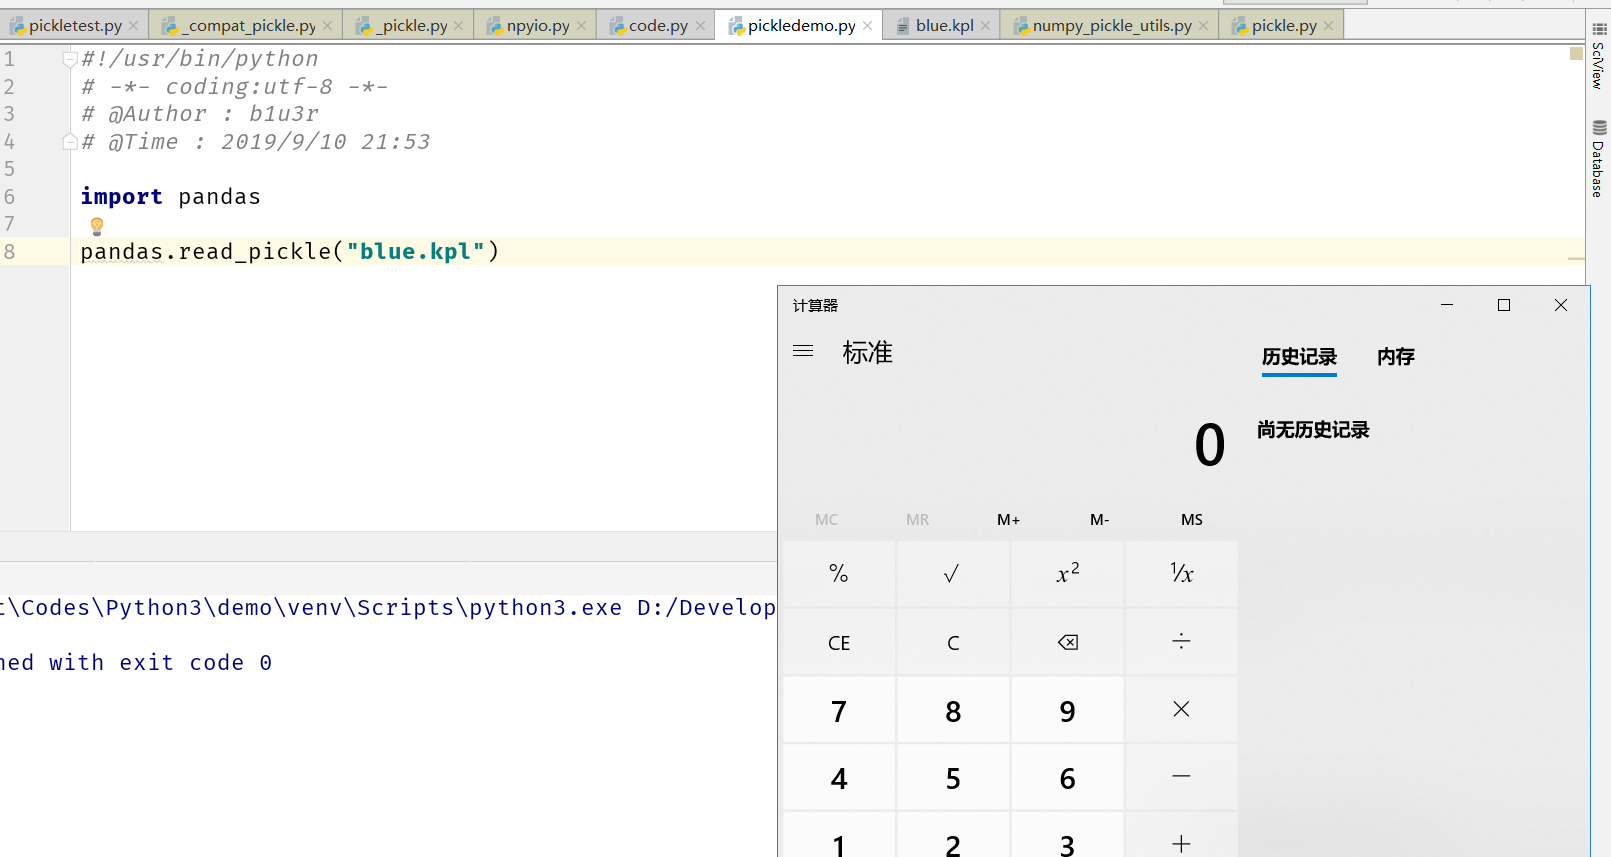 pickletest.py _compat_pickle.py _pickle.py npyio.py code.py pickledemo.py blue.kpl numpy_pickle_utils.py pickle.py
SciView
Database
1 #!/usr/bin/python
2 # -*- coding:utf-8 -*-
3 # @Author : b1u3r
4 # @Time : 2019/9/10 21:53
5
6 import pandas
7
8 pandas.read_pickle("blue.kpl")
计算器
标准
历史记录 内存
0
尚无历史记录
MC MR M+ M- MS
% √ x² ¹/x
CE C ÷
7 8 9 ×
4 5 6 −
1 2 3 +
t\Codes\Python3\demo\venv\Scripts\python3.exe D:/Develop
ned with exit code 0